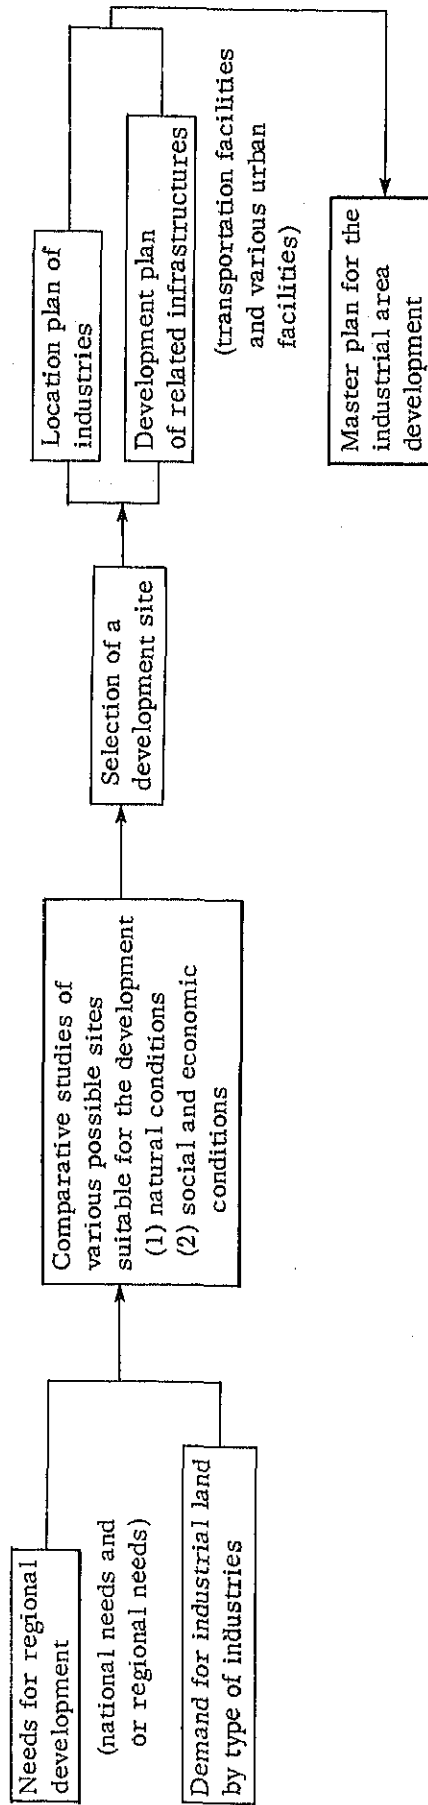 Needs for regional
development
(national needs and
or regional needs)
Demand for industrial land
by type of industries
Comparative studies of
various possible sites
suitable for the development
(1) natural conditions
(2) social and economic
conditions
Selection of a
development site
Location plan of
industries
Development plan
of related infrastructures
(transportation facilities
and various urban
facilities)
Master plan for the
industrial area
development